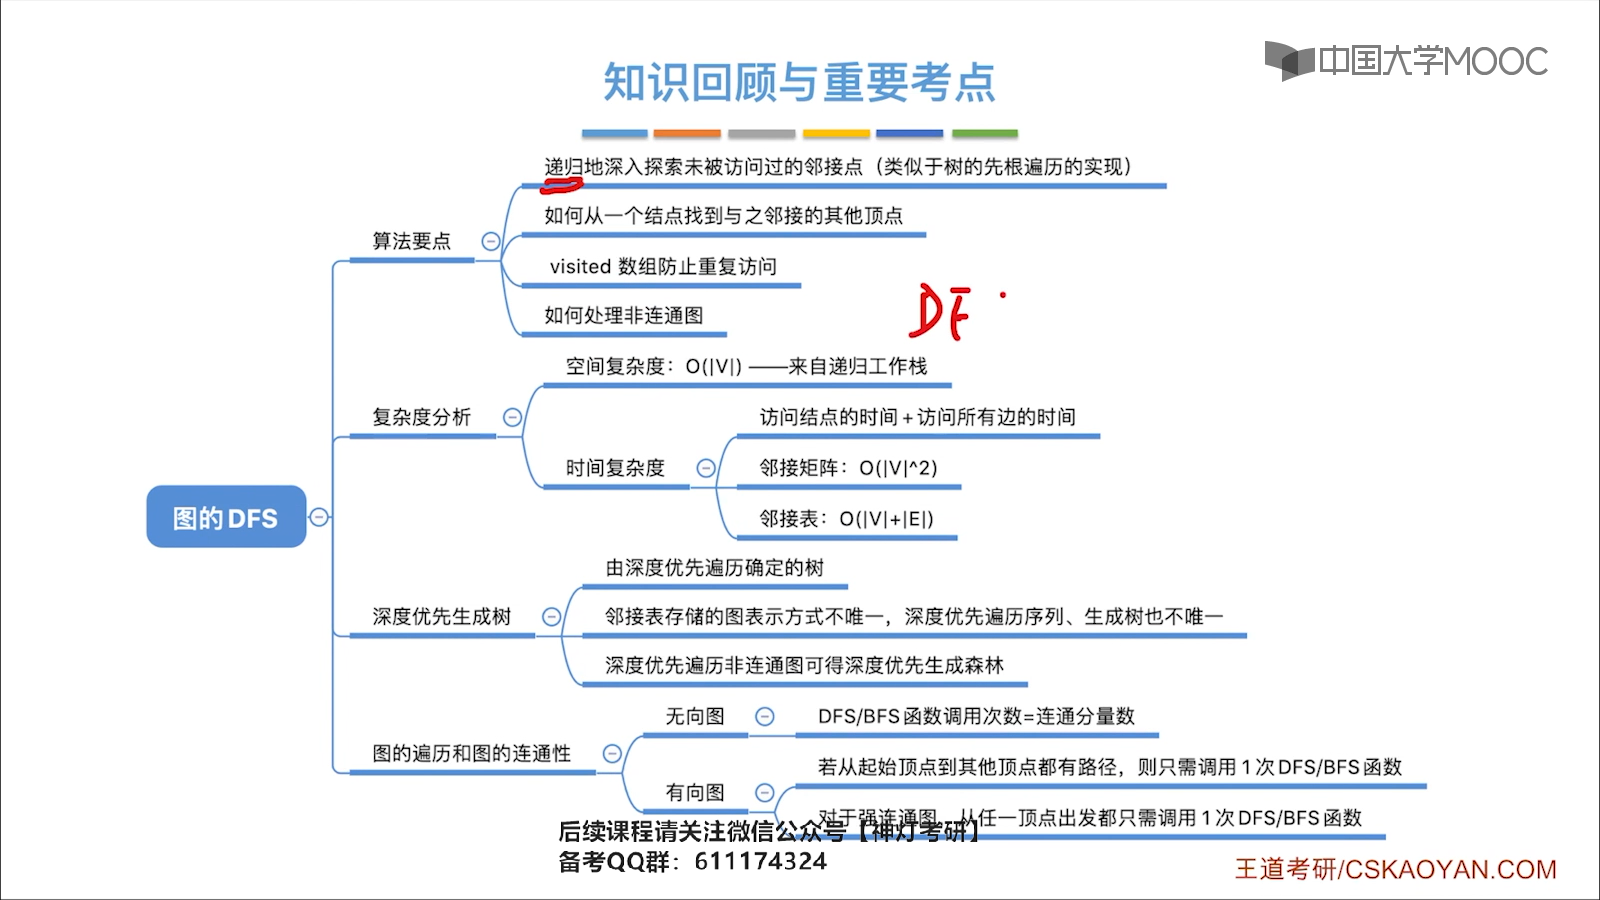 中国大学MOOC
知识回顾与重要考点
递归地深入探索未被访问过的邻接点（类似于树的先根遍历的实现）
如何从一个结点找到与之邻接的其他顶点
算法要点
visited 数组防止重复访问
如何处理非连通图
DF
空间复杂度：O(|V|) ——来自递归工作栈
复杂度分析
访问结点的时间+访问所有边的时间
时间复杂度
邻接矩阵：O(|V|^2)
邻接表：O(|V|+|E|)
图的DFS
由深度优先遍历确定的树
深度优先生成树
邻接表存储的图表示方式不唯一，深度优先遍历序列、生成树也不唯一
深度优先遍历非连通图可得深度优先生成森林
图的遍历和图的连通性
无向图
DFS/BFS函数调用次数=连通分量数
有向图
若从起始顶点到其他顶点都有路径，则只需调用1次DFS/BFS函数
对于强连通图，从任一顶点出发都只需调用1次DFS/BFS函数
后续课程请关注微信公众号【神灯考研】
备考QQ群：611174324
王道考研/CSKAOYAN.COM